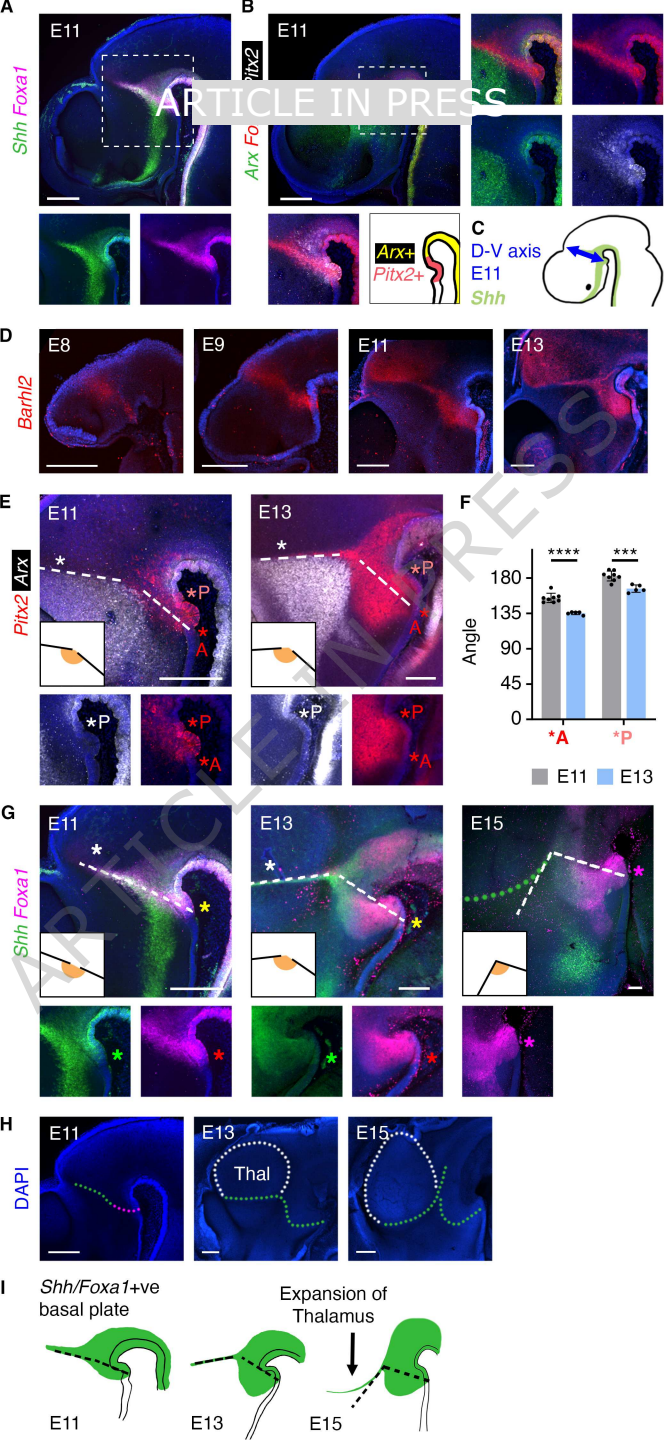 A
E11
Shh Foxa1
B
E11
Pitx2
Arx Fo
ARTICLE IN PRESS
Arx+
Pitx2+
C
D-V axis
E11
Shh
D
Barhl2
E8
E9
E11
E13
E
Pitx2 Arx
E11
*
*P
*A
E13
*
*P
*A
*P
*P
*A
*P
*P
*A
F
Angle
180
135
90
45
0
****
***
*A
*P
E11
E13
G
Shh Foxa1
E11
*
*
E13
*
*
E15
*
*
*
*
*
*
ARTICLE IN PRESS
H
DAPI
E11
E13
Thal
E15
I
Shh/Foxa1+ve
basal plate
Expansion of
Thalamus
E11
E13
E15